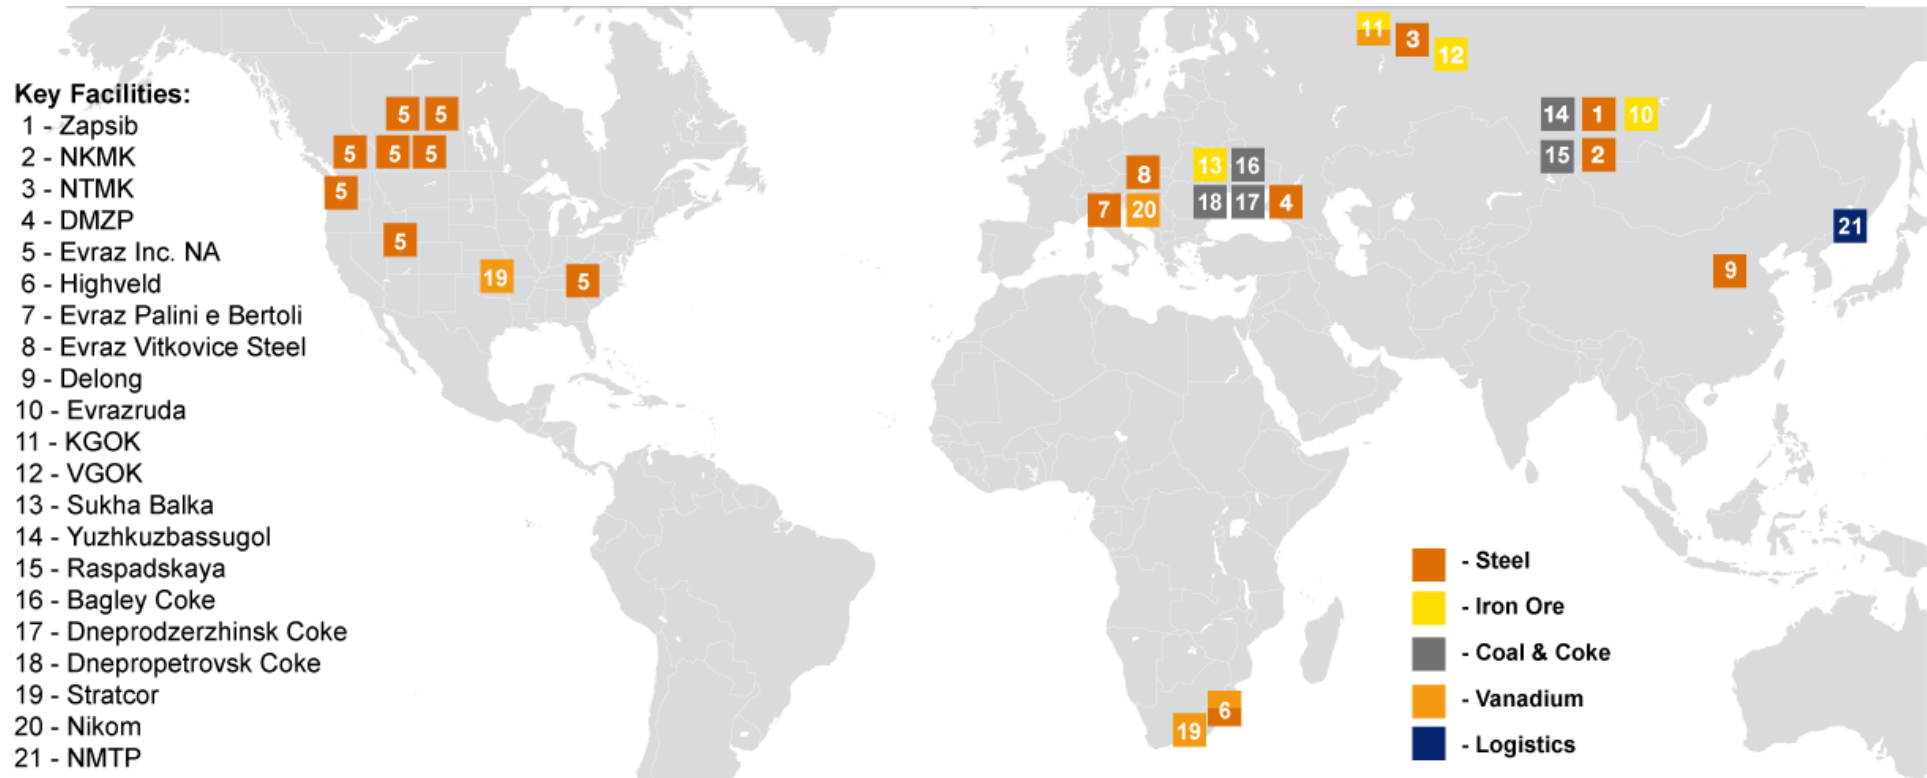 Key Facilities:
1 - Zapsib
2 - NKMK
3 - NTMK
4 - DMZP
5 - Evraz Inc. NA
6 - Highveld
7 - Evraz Palini e Bertoli
8 - Evraz Vitkovice Steel
9 - Delong
10 - Evrazruda
11 - KGOK
12 - VGOK
13 - Sukha Balka
14 - Yuzhkuzbassugol
15 - Raspadskaya
16 - Bagley Coke
17 - Dneprodzerzhinsk Coke
18 - Dnepropetrovsk Coke
19 - Stratcor
20 - Nikom
21 - NMTP
5 5
5 5 5
5
5
19 5
8
7 20
13 16
18 17 4
11 3 12
14 1 10
15 2
21
9
6
19
- Steel
- Iron Ore
- Coal & Coke
- Vanadium
- Logistics